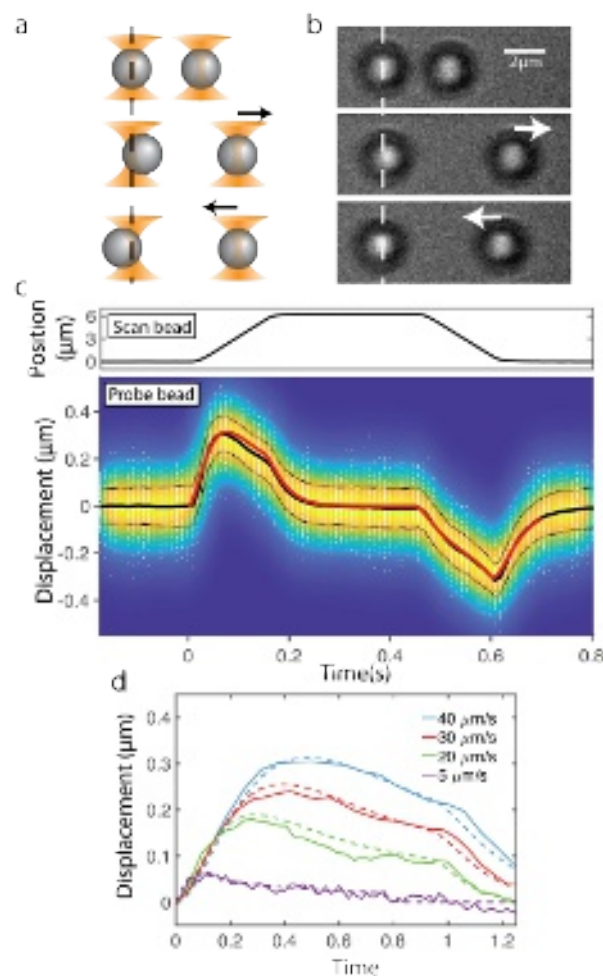 a
b
2μm
c
Position
(μm)
6
3
0
Scan bead
Probe bead
Displacement (μm)
0.4
0.2
0
-0.2
-0.4
0
0.2
0.4
0.6
0.8
Time(s)
d
Displacement (μm)
0.4
0.3
0.2
0.1
0
40 μm/s
30 μm/s
20 μm/s
5 μm/s
0
0.2
0.4
0.6
0.8
1
1.2
Time